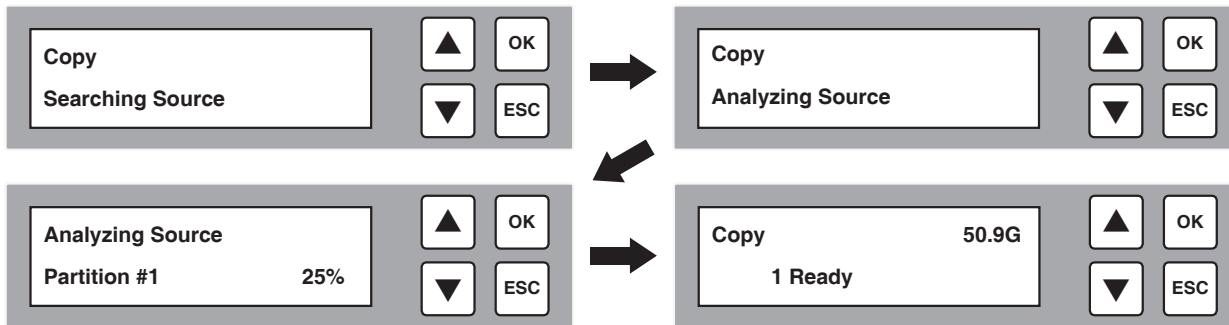 Copy
Searching Source
OK
ESC
Copy
Analyzing Source
OK
ESC
Analyzing Source
Partition #1 25%
OK
ESC
Copy 50.9G
1 Ready
OK
ESC